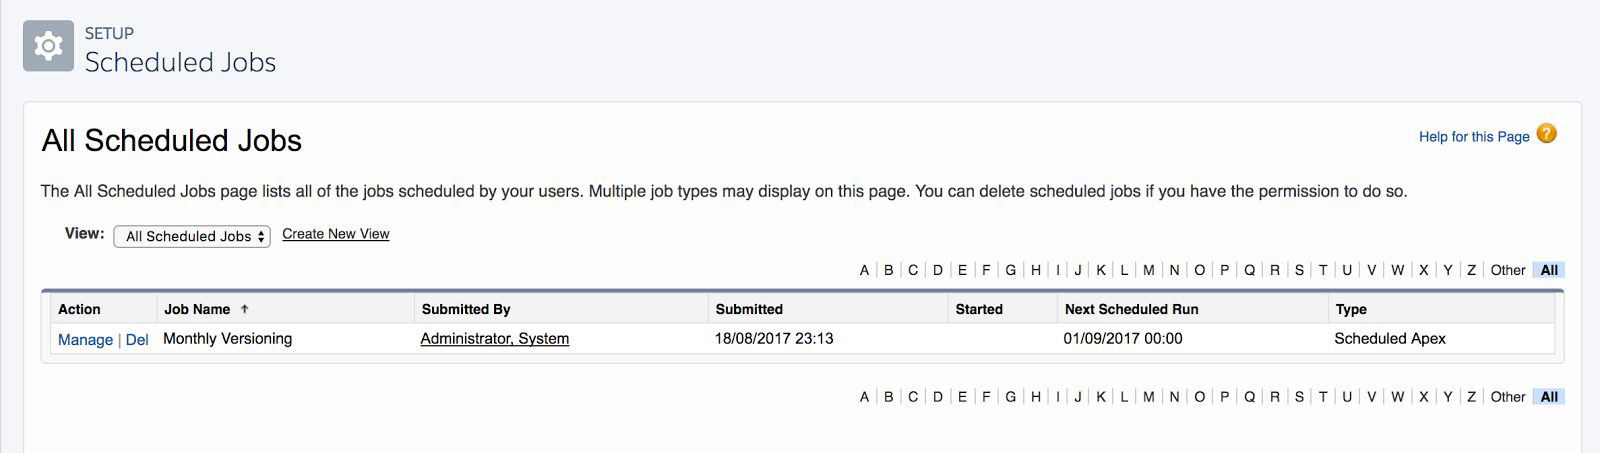 SETUP
Scheduled Jobs
All Scheduled Jobs
Help for this Page ?
The All Scheduled Jobs page lists all of the jobs scheduled by your users. Multiple job types may display on this page. You can delete scheduled jobs if you have the permission to do so.
View: All Scheduled Jobs Create New View
A | B | C | D | E | F | G | H | I | J | K | L | M | N | O | P | Q | R | S | T | U | V | W | X | Y | Z | Other | All
Action Job Name ↑ Submitted By Submitted Started Next Scheduled Run Type
Manage | Del Monthly Versioning Administrator, System 18/08/2017 23:13 01/09/2017 00:00 Scheduled Apex
A | B | C | D | E | F | G | H | I | J | K | L | M | N | O | P | Q | R | S | T | U | V | W | X | Y | Z | Other | All